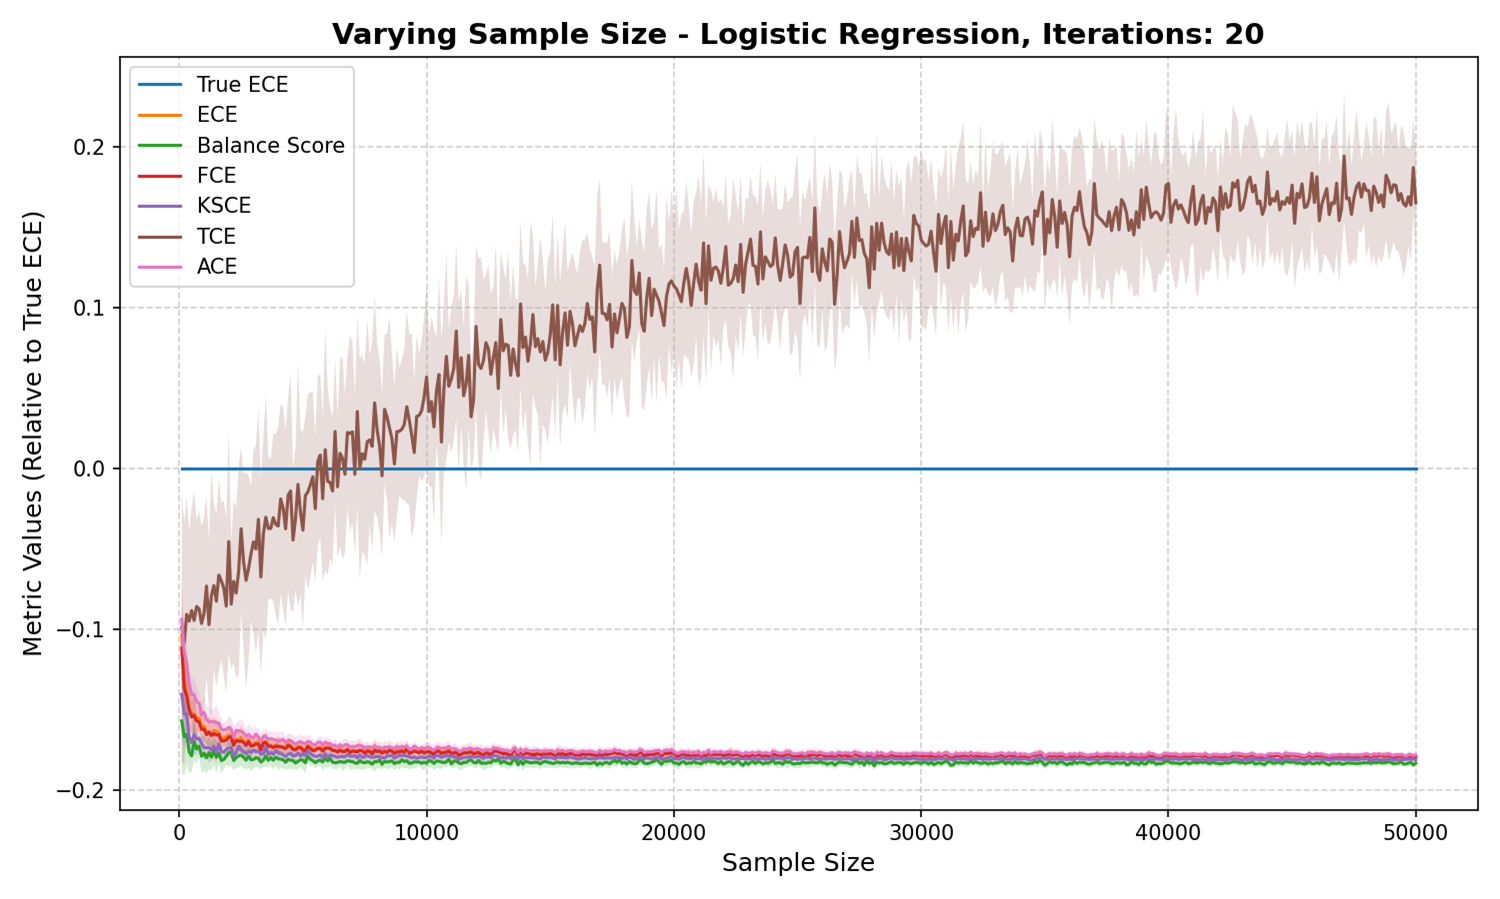 Varying Sample Size - Logistic Regression, Iterations: 20
True ECE
ECE
Balance Score
FCE
KSCE
TCE
ACE
Metric Values (Relative to True ECE)
0.2
0.1
0.0
−0.1
−0.2
0
10000
20000
30000
40000
50000
Sample Size